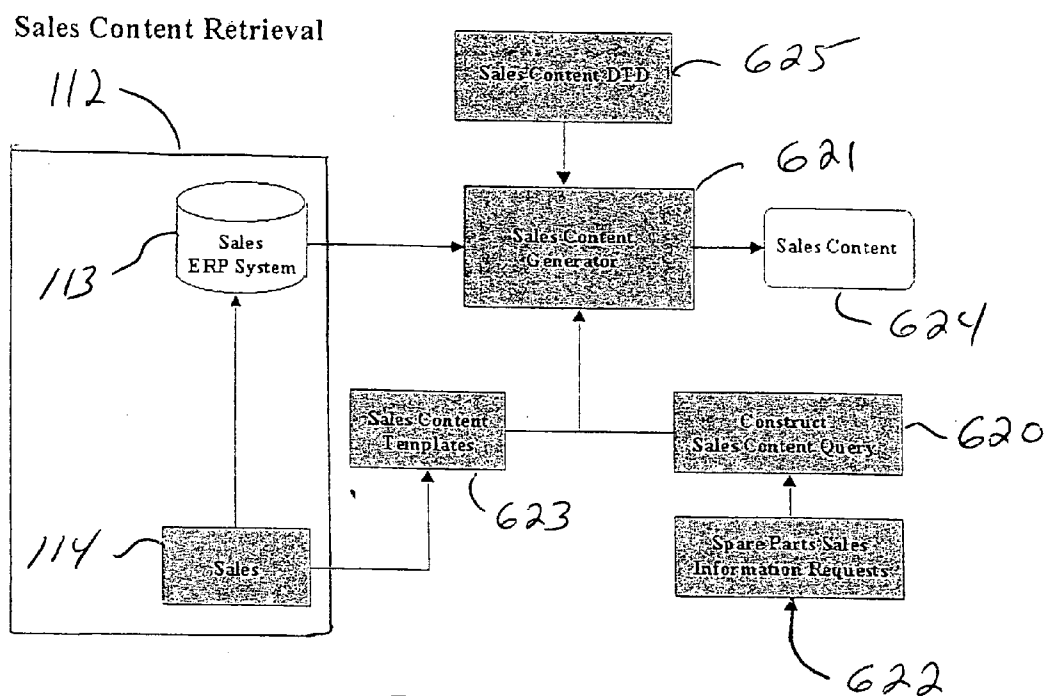 Sales Content Retrieval
112
Sales Content DTD
625
621
Sales
ERP System
113
Sales Content
Generator
Sales Content
624
Sales Content
Templates
623
Construct
Sales Content Query
620
114
Sales
Spare Parts Sales
Information Requests
622